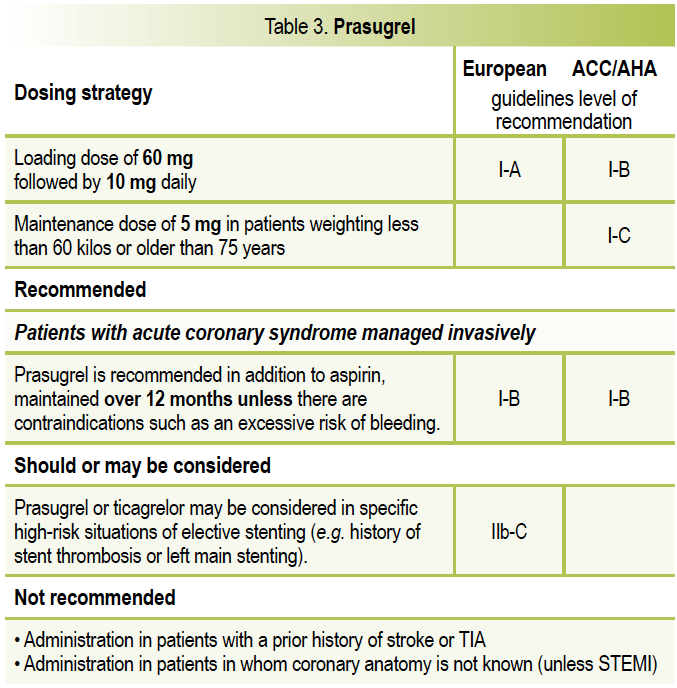 Table 3. Prasugrel
Dosing strategy
European ACC/AHA
guidelines level of
recommendation
Loading dose of 60 mg
followed by 10 mg daily
I-A
I-B
Maintenance dose of 5 mg in patients weighting less
than 60 kilos or older than 75 years
I-C
Recommended
Patients with acute coronary syndrome managed invasively
Prasugrel is recommended in addition to aspirin,
maintained over 12 months unless there are
contraindications such as an excessive risk of bleeding.
I-B
I-B
Should or may be considered
Prasugrel or ticagrelor may be considered in specific
high-risk situations of elective stenting (e.g. history of
stent thrombosis or left main stenting).
IIb-C
Not recommended
• Administration in patients with a prior history of stroke or TIA
• Administration in patients in whom coronary anatomy is not known (unless STEMI)